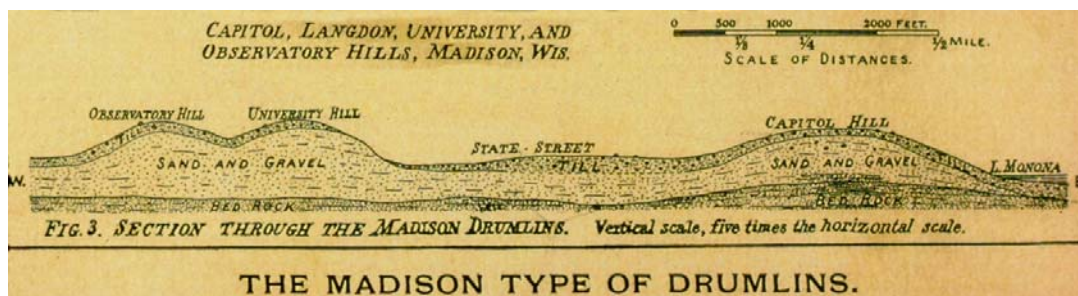 CAPITOL, LANGDON, UNIVERSITY, AND
OBSERVATORY HILLS, MADISON, WIS.
0 500 1000 2000 FEET.
1/8 1/4 1/2 MILE.
SCALE OF DISTANCES.
OBSERVATORY HILL UNIVERSITY HILL CAPITOL HILL
TILL STATE-STREET
SAND AND GRAVEL TILL SAND AND GRAVEL L. MONONA
W. E
BED ROCK BED ROCK
FIG. 3. SECTION THROUGH THE MADISON DRUMLINS. Vertical scale, five times the horizontal scale.
THE MADISON TYPE OF DRUMLINS.